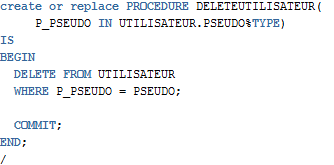 create or replace PROCEDURE DELETEUTILISATEUR(
P_PSEUDO IN UTILISATEUR.PSEUDO%TYPE)
IS
BEGIN
DELETE FROM UTILISATEUR
WHERE P_PSEUDO = PSEUDO;
COMMIT;
END;
/